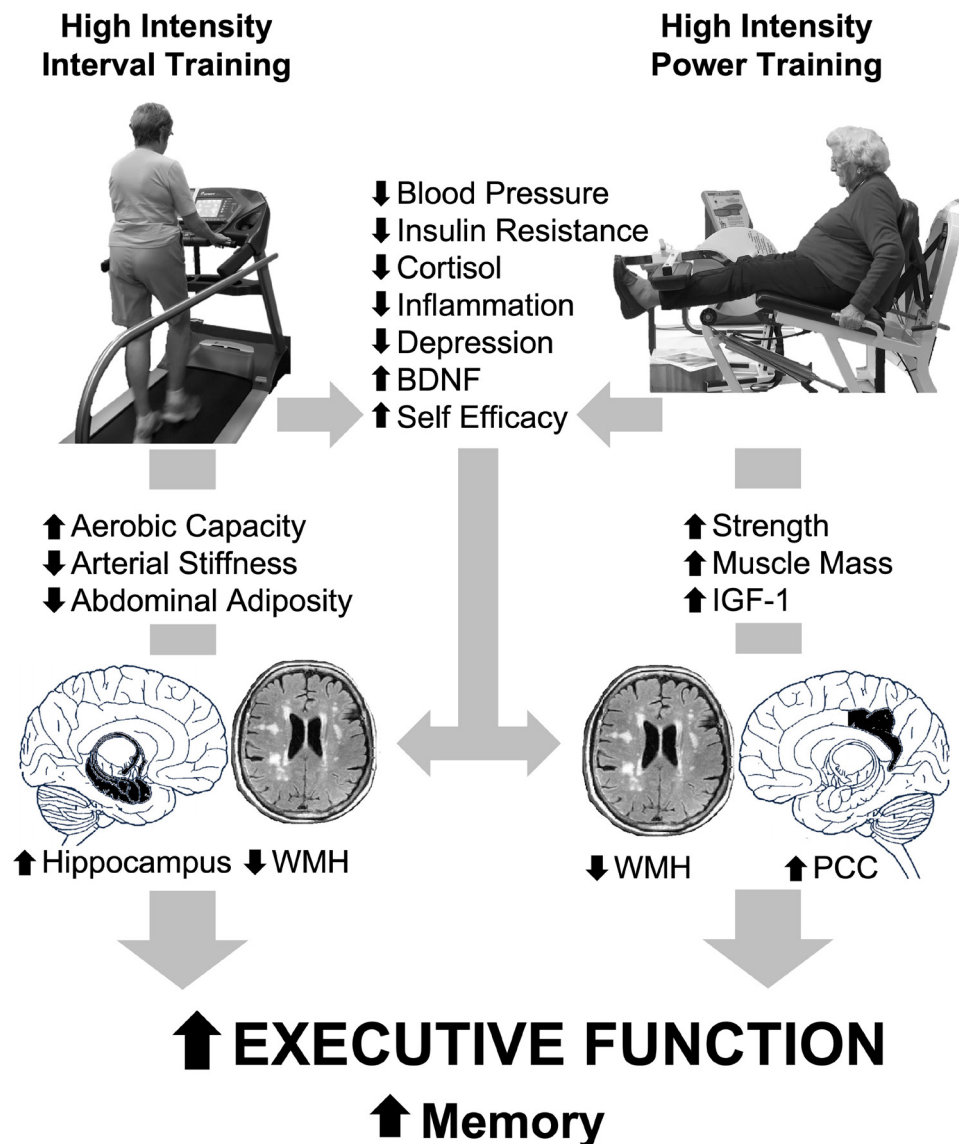 High Intensity
Interval Training
High Intensity
Power Training
⬇ Blood Pressure
⬇ Insulin Resistance
⬇ Cortisol
⬇ Inflammation
⬇ Depression
⬆ BDNF
⬆ Self Efficacy
⬆ Aerobic Capacity
⬇ Arterial Stiffness
⬇ Abdominal Adiposity
⬆ Strength
⬆ Muscle Mass
⬆ IGF-1
⬆ Hippocampus ⬇ WMH
⬇ WMH ⬆ PCC
⬆ EXECUTIVE FUNCTION
⬆ Memory